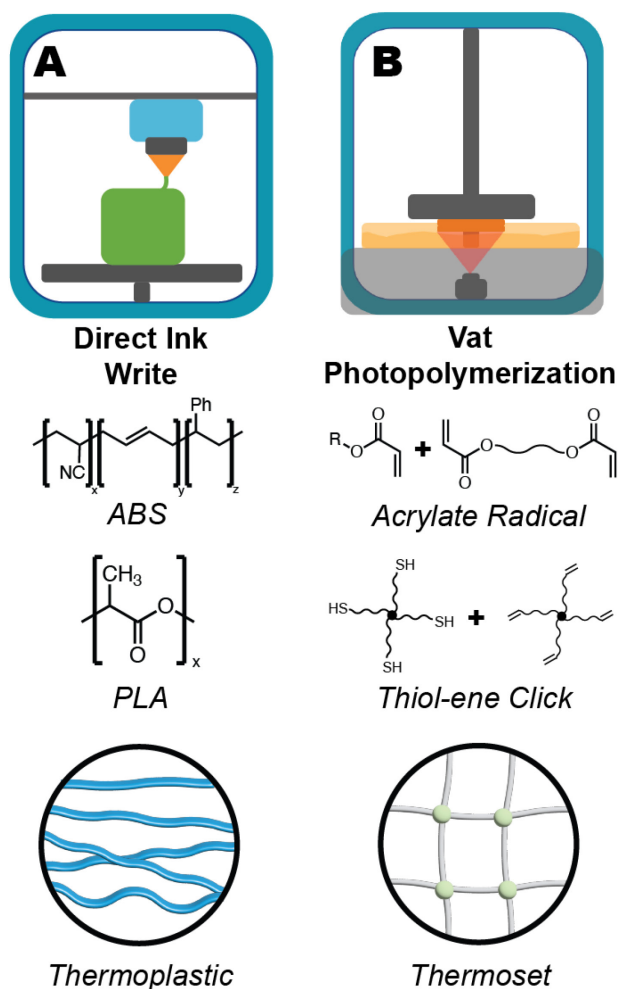 A
B
Direct Ink
Write
Vat
Photopolymerization
Ph
NC
x
y
z
ABS
R
O
O
+
O
O
O
O
Acrylate Radical
CH3
O
O
x
PLA
SH
HS
SH
SH
+
Thiol-ene Click
Thermoplastic
Thermoset